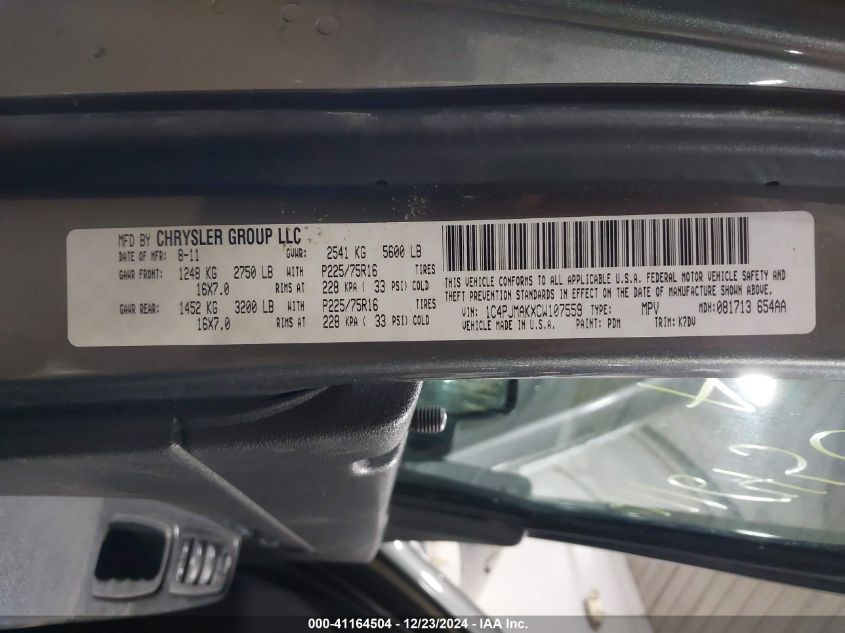 MFD BY CHRYSLER GROUP LLC
DATE OF MFR: 8-11 GVWR: 2541 KG 5600 LB
GAWR FRONT: 1248 KG 2750 LB WITH P225/75R16 TIRES
16X7.0 RIMS AT 228 KPA ( 33 PSI) COLD
GAWR REAR: 1452 KG 3200 LB WITH P225/75R16 TIRES
16X7.0 RIMS AT 228 KPA ( 33 PSI) COLD
THIS VEHICLE CONFORMS TO ALL APPLICABLE U.S.A. FEDERAL MOTOR VEHICLE SAFETY AND
THEFT PREVENTION STANDARDS IN EFFECT ON THE DATE OF MANUFACTURE SHOWN ABOVE.
VIN: 1C4PJMAKXCW107559 TYPE: MPV MDH: 081713 654AA
VEHICLE MADE IN U.S.A. PAINT: PDM TRIM: K7DV
000-41164504 - 12/23/2024 - IAA Inc.